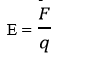 E = F/q